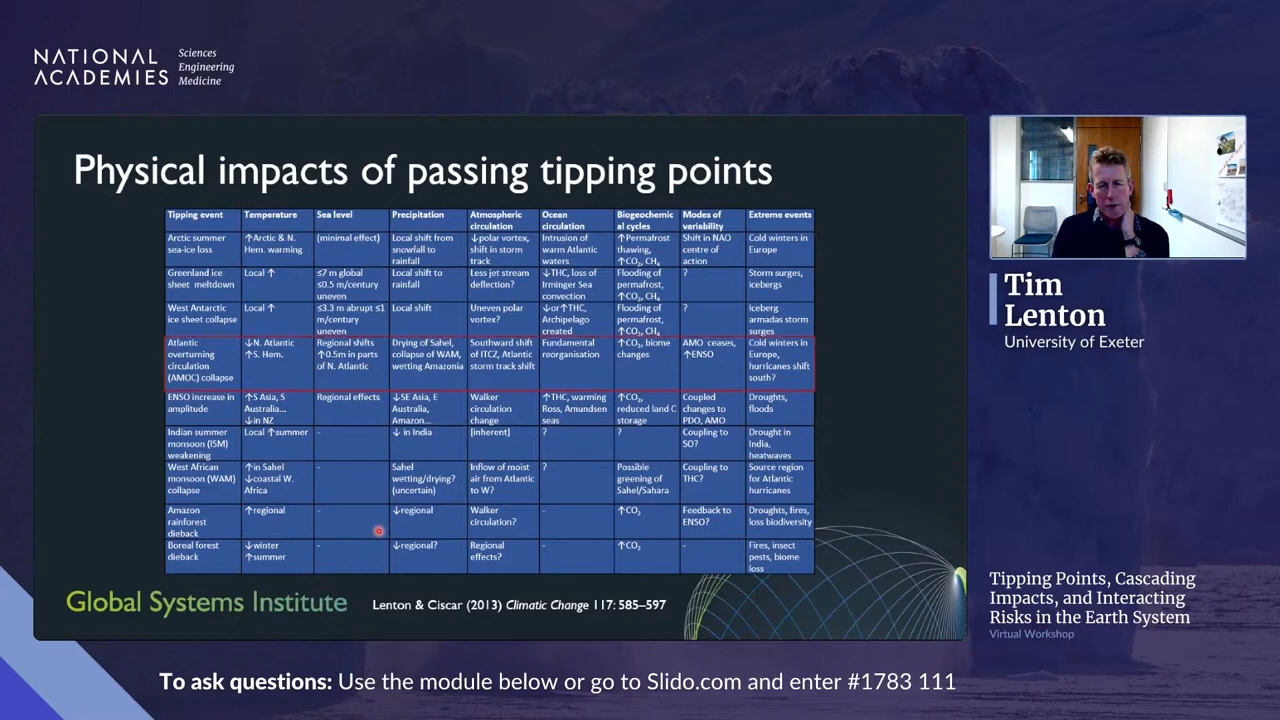 NATIONAL
ACADEMIES
Sciences
Engineering
Medicine
Physical impacts of passing tipping points
Tipping event
Temperature
Sea level
Precipitation
Atmospheric
circulation
Ocean
circulation
Biogeochemic
al cycles
Modes of
variability
Extreme events
Arctic summer
sea-ice loss
↑Arctic & N.
Hem. warming
(minimal effect)
Local shift from
snowfall to
rainfall
↓polar vortex,
shift in storm
track
Intrusion of
warm Atlantic
waters
↑Permafrost
thawing,
↑CO₂, CH₄
Shift in NAO
centre of
action
Cold winters in
Europe
Greenland ice
sheet meltdown
Local ↑
≤7 m global
≤0.5 m/century
uneven
Local shift to
rainfall
Less jet stream
deflection?
↓THC, loss of
Irminger Sea
convection
Flooding of
permafrost,
↑CO₂, CH₄
?
Storm surges,
icebergs
West Antarctic
ice sheet collapse
Local ↑
≤3.3 m abrupt ≤1
m/century
uneven
Local shift
Uneven polar
vortex?
↓or↑THC,
Archipelago
created
Flooding of
permafrost,
↑CO₂, CH₄
?
Iceberg
armadas storm
surges
Atlantic
overturning
circulation
(AMOC) collapse
↓N. Atlantic
↑S. Hem.
Regional shifts
↑0.5m in parts
of N. Atlantic
Drying of Sahel,
collapse of WAM,
wetting Amazonia
Southward shift
of ITCZ, Atlantic
storm track shift
Fundamental
reorganisation
↑CO₂, biome
changes
AMO ceases,
↑ENSO
Cold winters in
Europe,
hurricanes shift
south?
ENSO increase in
amplitude
↑S Asia, S
Australia...
↓in NZ
Regional effects
↓SE Asia, E
Australia,
Amazon...
Walker
circulation
change
↑THC, warming
Ross, Amundsen
seas
↑CO₂,
reduced land C
storage
Coupled
changes to
PDO, AMO
Droughts,
floods
Indian summer
monsoon (ISM)
weakening
Local ↑summer
-
↓ in India
[inherent]
?
?
Coupling to
SO?
Drought in
India,
heatwaves
West African
monsoon (WAM)
collapse
↑in Sahel
↓coastal W.
Africa
-
Sahel
wetting/drying?
(uncertain)
Inflow of moist
air from Atlantic
to W?
?
Possible
greening of
Sahel/Sahara
Coupling to
THC?
Source region
for Atlantic
hurricanes
Amazon
rainforest
dieback
↑regional
-
↓regional
Walker
circulation?
-
↑CO₂
Feedback to
ENSO?
Droughts, fires,
loss biodiversity
Boreal forest
dieback
↓winter
↑summer
-
↓regional?
Regional
effects?
-
↑CO₂
-
Fires, insect
pests, biome
loss
Global Systems Institute
Lenton & Ciscar (2013) Climatic Change 117: 585–597
Tim
Lenton
University of Exeter
Tipping Points, Cascading
Impacts, and Interacting
Risks in the Earth System
Virtual Workshop
To ask questions: Use the module below or go to Slido.com and enter #1783 111